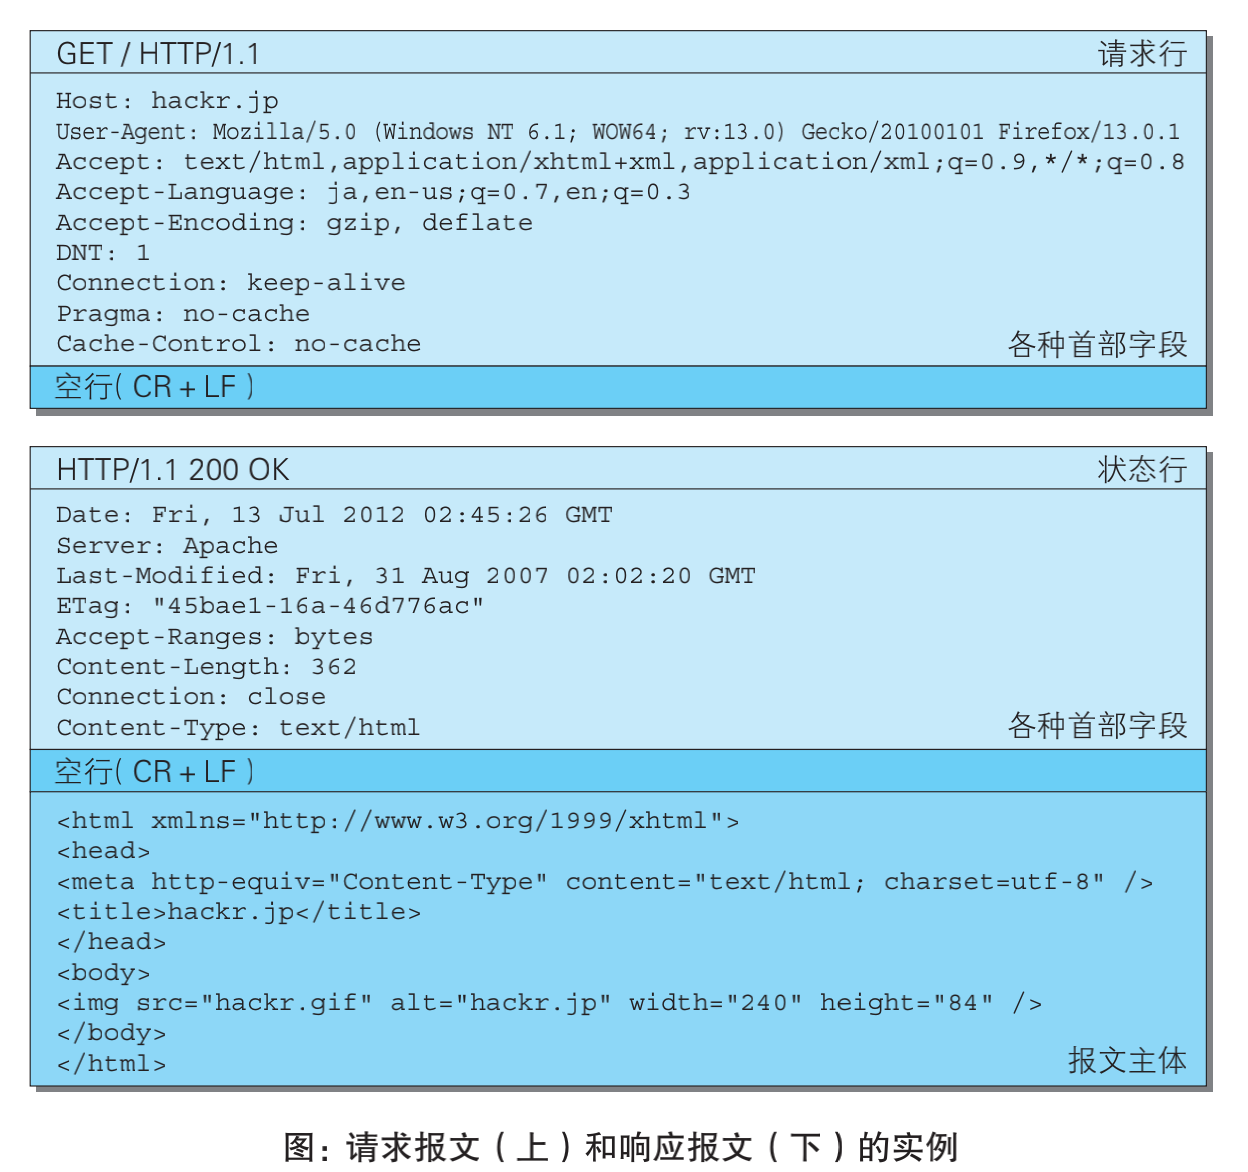 GET / HTTP/1.1 请求行
Host: hackr.jp
User-Agent: Mozilla/5.0 (Windows NT 6.1; WOW64; rv:13.0) Gecko/20100101 Firefox/13.0.1
Accept: text/html,application/xhtml+xml,application/xml;q=0.9,*/*;q=0.8
Accept-Language: ja,en-us;q=0.7,en;q=0.3
Accept-Encoding: gzip, deflate
DNT: 1
Connection: keep-alive
Pragma: no-cache
Cache-Control: no-cache 各种首部字段
空行( CR + LF )
HTTP/1.1 200 OK 状态行
Date: Fri, 13 Jul 2012 02:45:26 GMT
Server: Apache
Last-Modified: Fri, 31 Aug 2007 02:02:20 GMT
ETag: "45bae1-16a-46d776ac"
Accept-Ranges: bytes
Content-Length: 362
Connection: close
Content-Type: text/html 各种首部字段
空行( CR + LF )
<html xmlns="http://www.w3.org/1999/xhtml">
<head>
<meta http-equiv="Content-Type" content="text/html; charset=utf-8" />
<title>hackr.jp</title>
</head>
<body>
<img src="hackr.gif" alt="hackr.jp" width="240" height="84" />
</body>
</html> 报文主体
图：请求报文（上）和响应报文（下）的实例